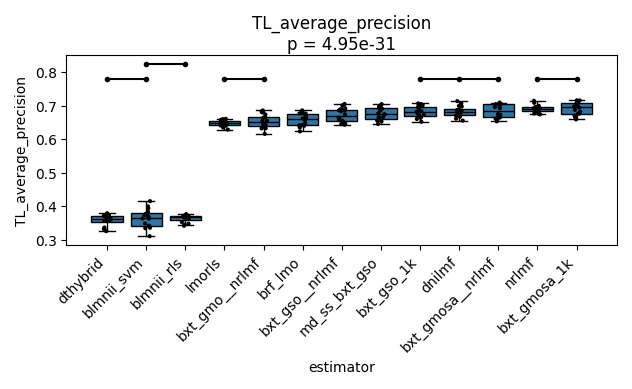 TL_average_precision
p = 4.95e-31
TL_average_precision
0.8
0.7
0.6
0.5
0.4
0.3
dthybrid
blmnii_svm
blmnii_rls
lmorls
bxt_gmo__nrlmf
brf_lmo
bxt_gso__nrlmf
md_ss_bxt_gso
bxt_gso_1k
dnilmf
bxt_gmosa__nrlmf
nrlmf
bxt_gmosa_1k
estimator